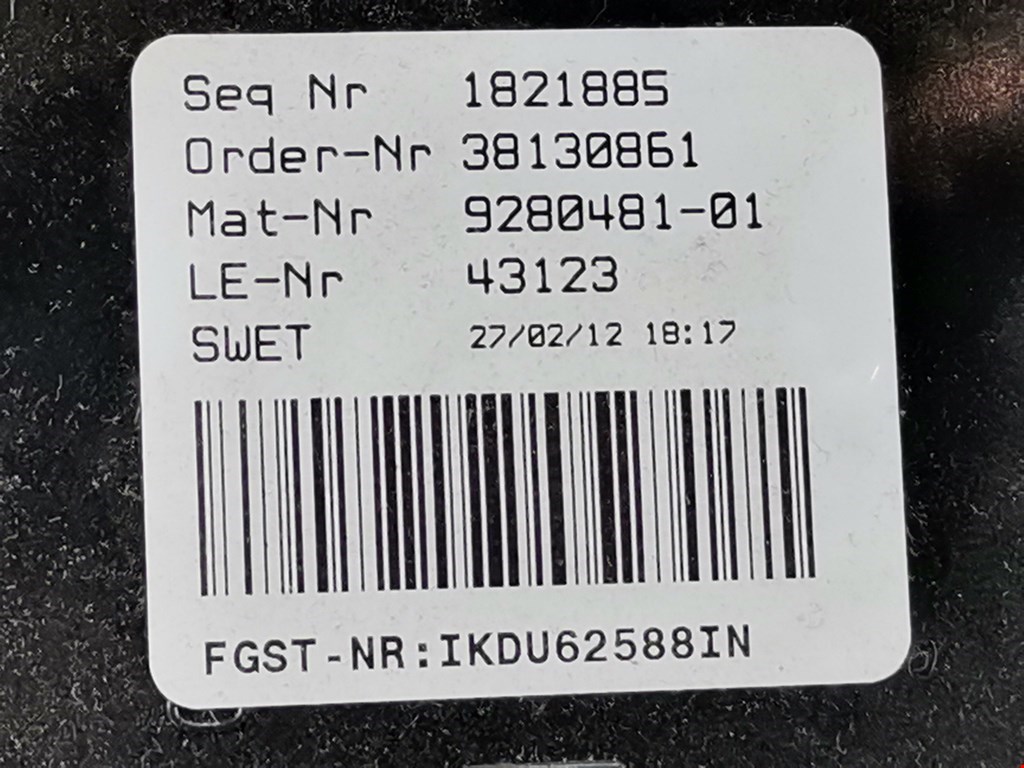 Seq Nr 1821885
Order-Nr 38130861
Mat-Nr 9280481-01
LE-Nr 43123
SWET 27/02/12 18:17
FGST-NR:IKDU62588IN